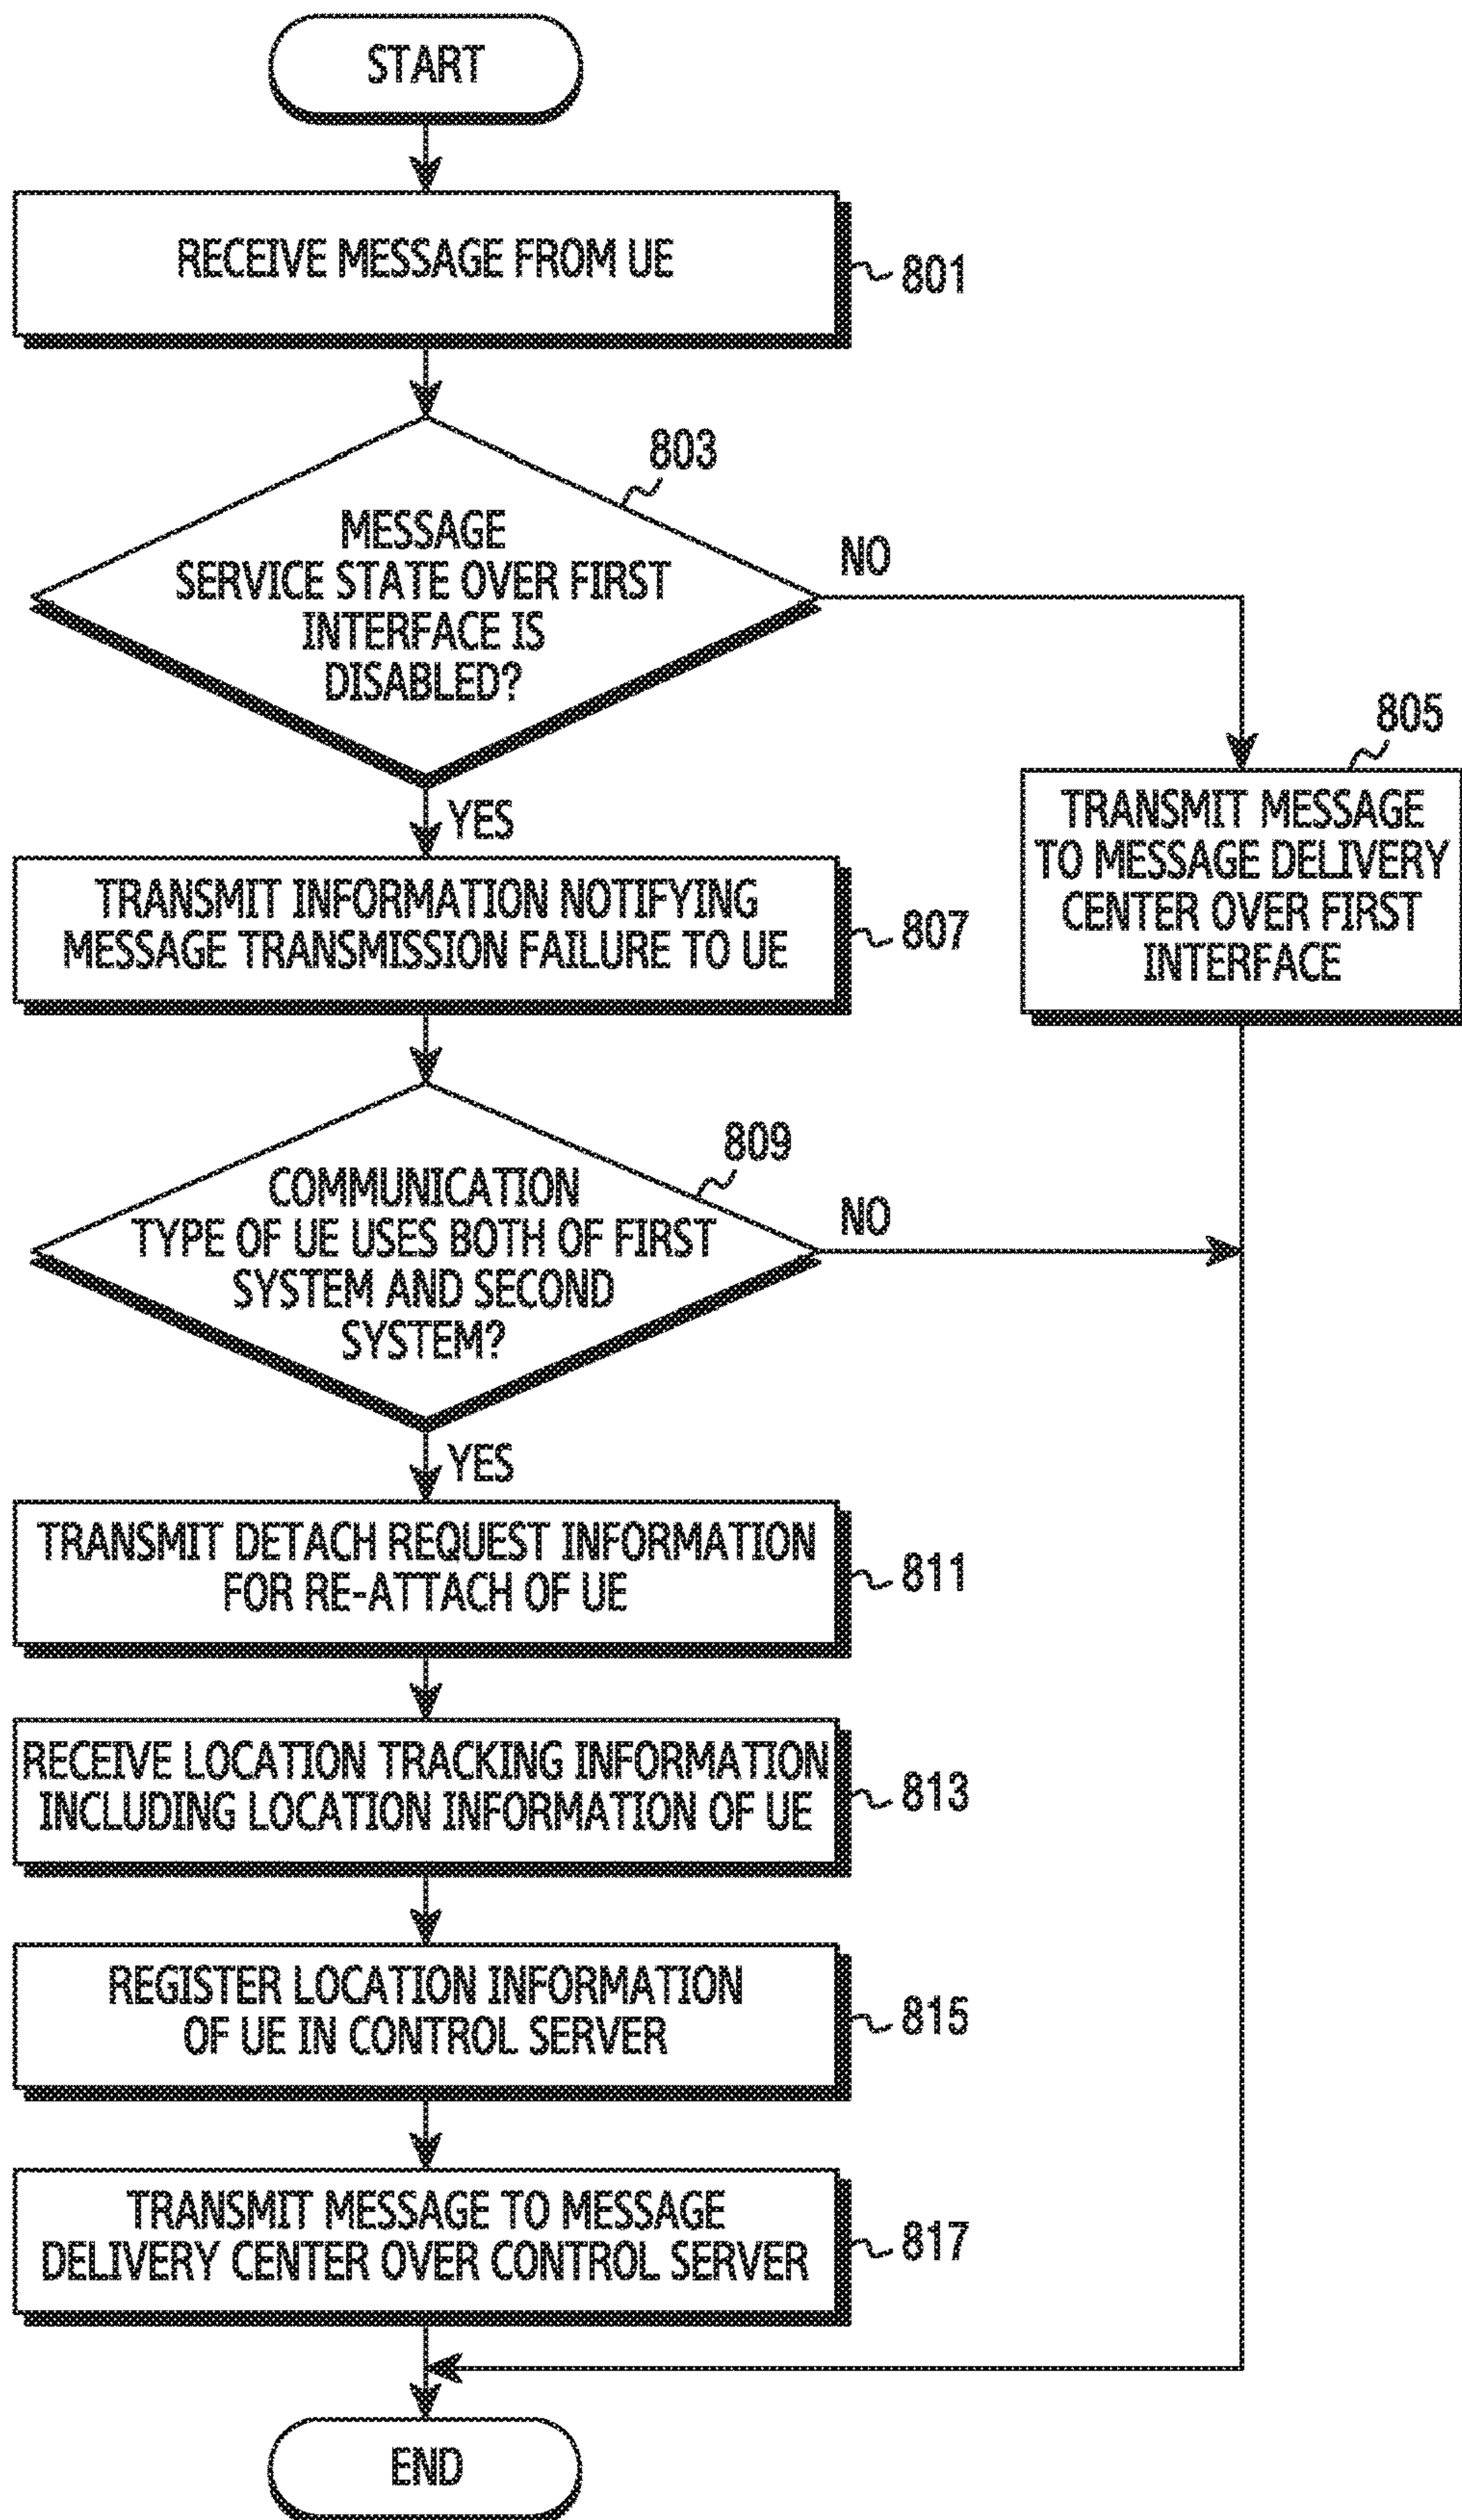 START
RECEIVE MESSAGE FROM UE
801
803
MESSAGE
SERVICE STATE OVER FIRST
INTERFACE IS
DISABLED?
NO
YES
805
TRANSMIT MESSAGE
TO MESSAGE DELIVERY
CENTER OVER FIRST
INTERFACE
TRANSMIT INFORMATION NOTIFYING
MESSAGE TRANSMISSION FAILURE TO UE
807
809
COMMUNICATION
TYPE OF UE USES BOTH OF FIRST
SYSTEM AND SECOND
SYSTEM?
NO
YES
TRANSMIT DETACH REQUEST INFORMATION
FOR RE-ATTACH OF UE
811
RECEIVE LOCATION TRACKING INFORMATION
INCLUDING LOCATION INFORMATION OF UE
813
REGISTER LOCATION INFORMATION
OF UE IN CONTROL SERVER
815
TRANSMIT MESSAGE TO MESSAGE
DELIVERY CENTER OVER CONTROL SERVER
817
END